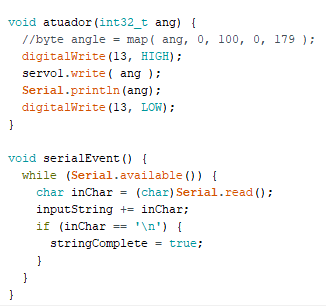 void atuador(int32_t ang) {
  //byte angle = map( ang, 0, 100, 0, 179 );
  digitalWrite(13, HIGH);
  servo1.write( ang );
  Serial.println(ang);
  digitalWrite(13, LOW);
}

void serialEvent() {
  while (Serial.available()) {
    char inChar = (char)Serial.read();
    inputString += inChar;
    if (inChar == '\n') {
      stringComplete = true;
    }
  }
}